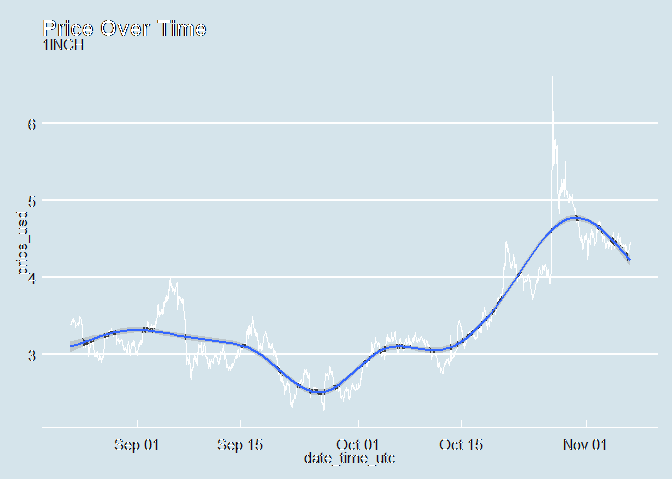 Price Over Time
1INCH
6
5
4
3
price_usd
Sep 01
Sep 15
Oct 01
Oct 15
Nov 01
date_time_utc